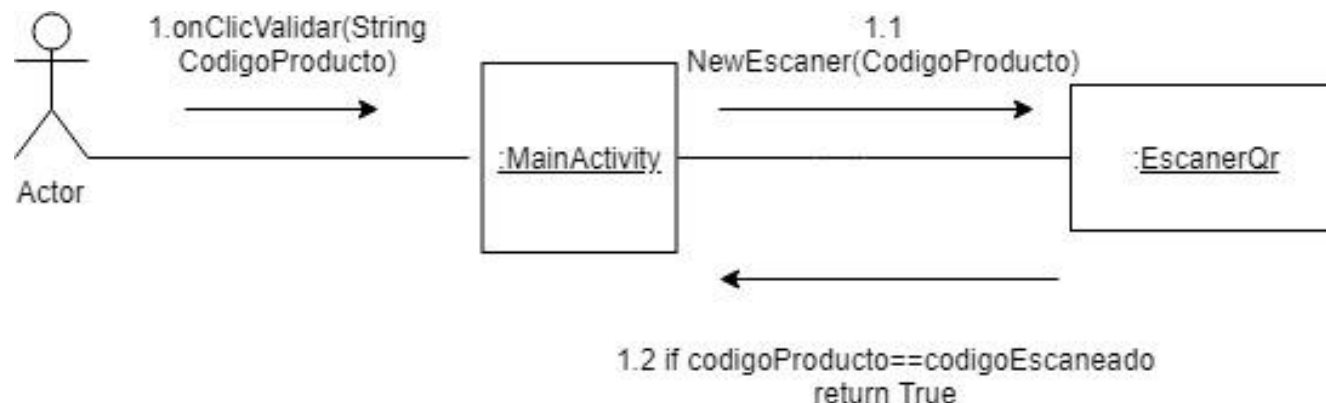 1.onClicValidar(String
CodigoProducto)
1.1
NewEscaner(CodigoProducto)
:MainActivity
:EscanerQr
Actor
1.2 if codigoProducto==codigoEscaneado
return True